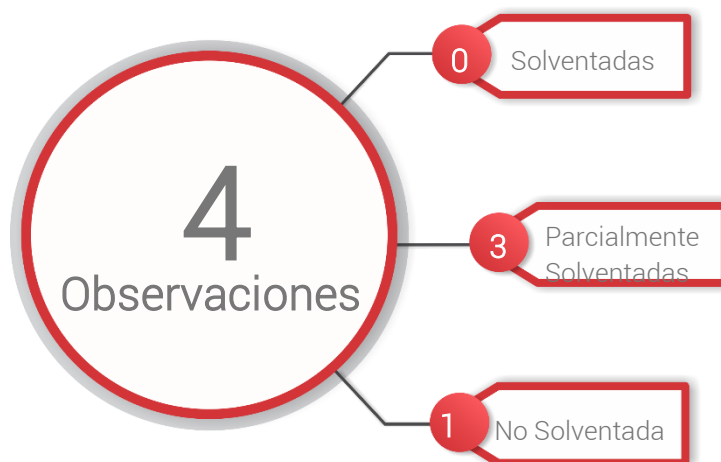 4
Observaciones
0
Solventadas
3
Parcialmente
Solventadas
1
No Solventada